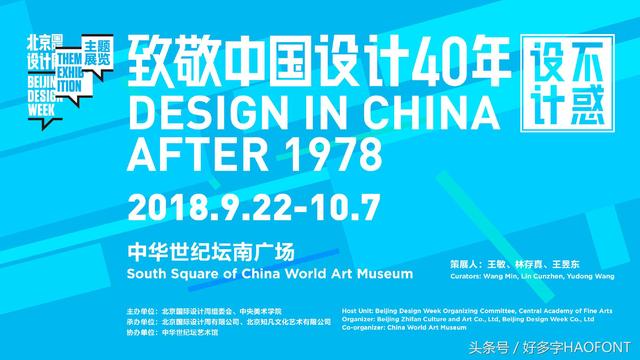 北京国际
设计周
BEIJING
DESIGN
WEEK
THEME
EXHIBITION
主题
展览
致敬中国设计40年
DESIGN IN CHINA
AFTER 1978
不惑
设计
2018.9.22-10.7
中华世纪坛南广场
South Square of China World Art Museum
策展人：王敏、林存真、王昱东
Curators: Wang Min, Lin Cunzhen, Yudong Wang
主办单位：北京国际设计周组委会、中央美术学院
承办单位：北京国际设计周有限公司、北京知凡文化艺术有限公司
协办单位：中华世纪坛艺术馆
Host Unit: Beijing Design Week Organizing Committee, Central Academy of Fine Arts
Organizer: Beijing Zhifan Culture and Art Co., Ltd, Beijing Design Week Co., Ltd
Co-organizer: China World Art Museum
头条号 / 好多字HAOFONT